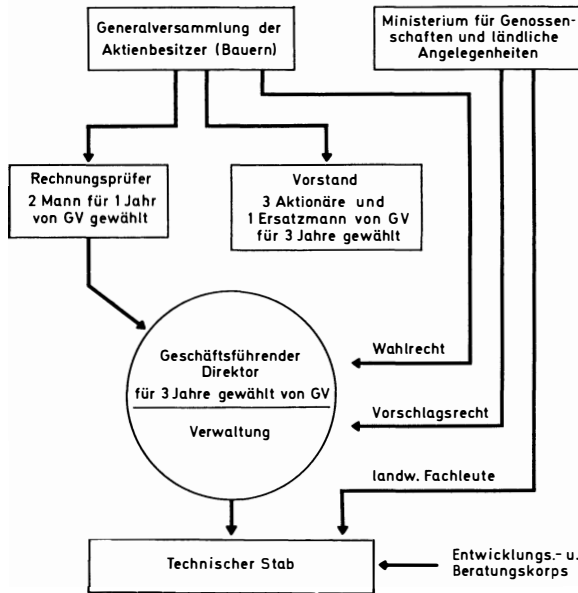 Generalversammlung der
Aktienbesitzer (Bauern)
Ministerium für Genossen-
schaften und ländliche
Angelegenheiten
Rechnungsprüfer
2 Mann für 1 Jahr
von GV gewählt
Vorstand
3 Aktionäre und
1 Ersatzmann von GV
für 3 Jahre gewählt
Geschäftsführender
Direktor
für 3 Jahre gewählt von GV
Verwaltung
Wahlrecht
Vorschlagsrecht
landw. Fachleute
Technischer Stab
Entwicklungs.- u.
Beratungskorps